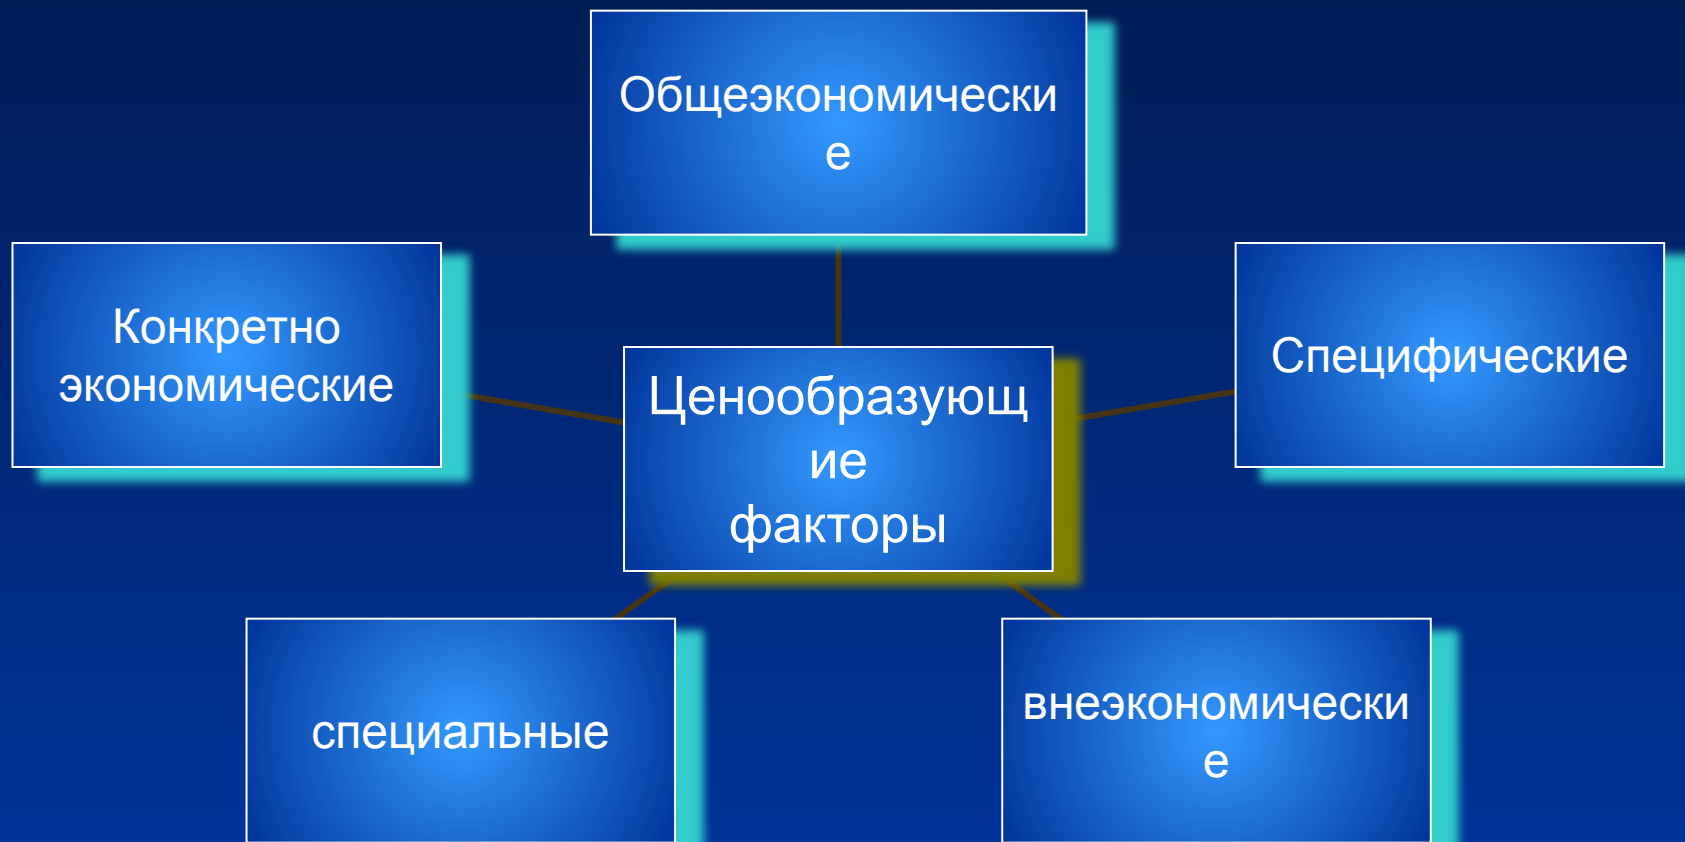 Общеэкономически
е
Конкретно
экономические
Специфические
Ценообразующ
ие
факторы
специальные
внеэкономически
е